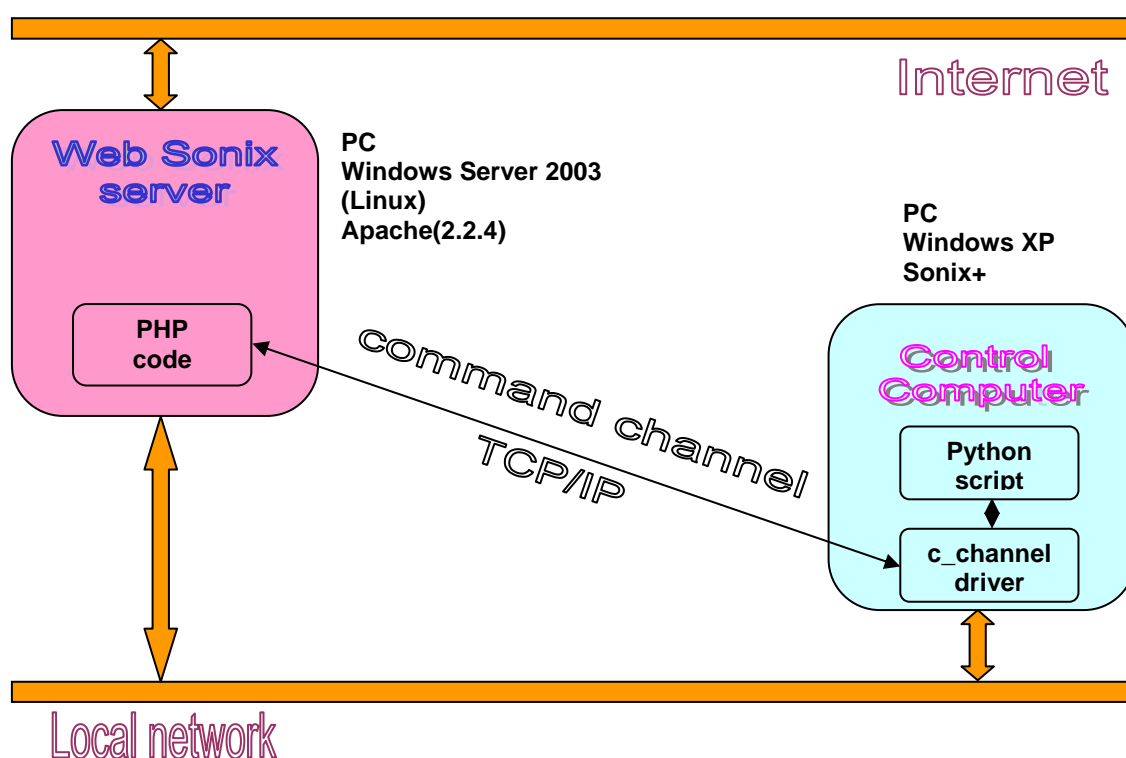 Internet
Web Sonix
server
PC
Windows Server 2003
(Linux)
Apache(2.2.4)
PC
Windows XP
Sonix+
PHP
code
command channel
TCP/IP
Control
Computer
Python
script
c_channel
driver
Local network